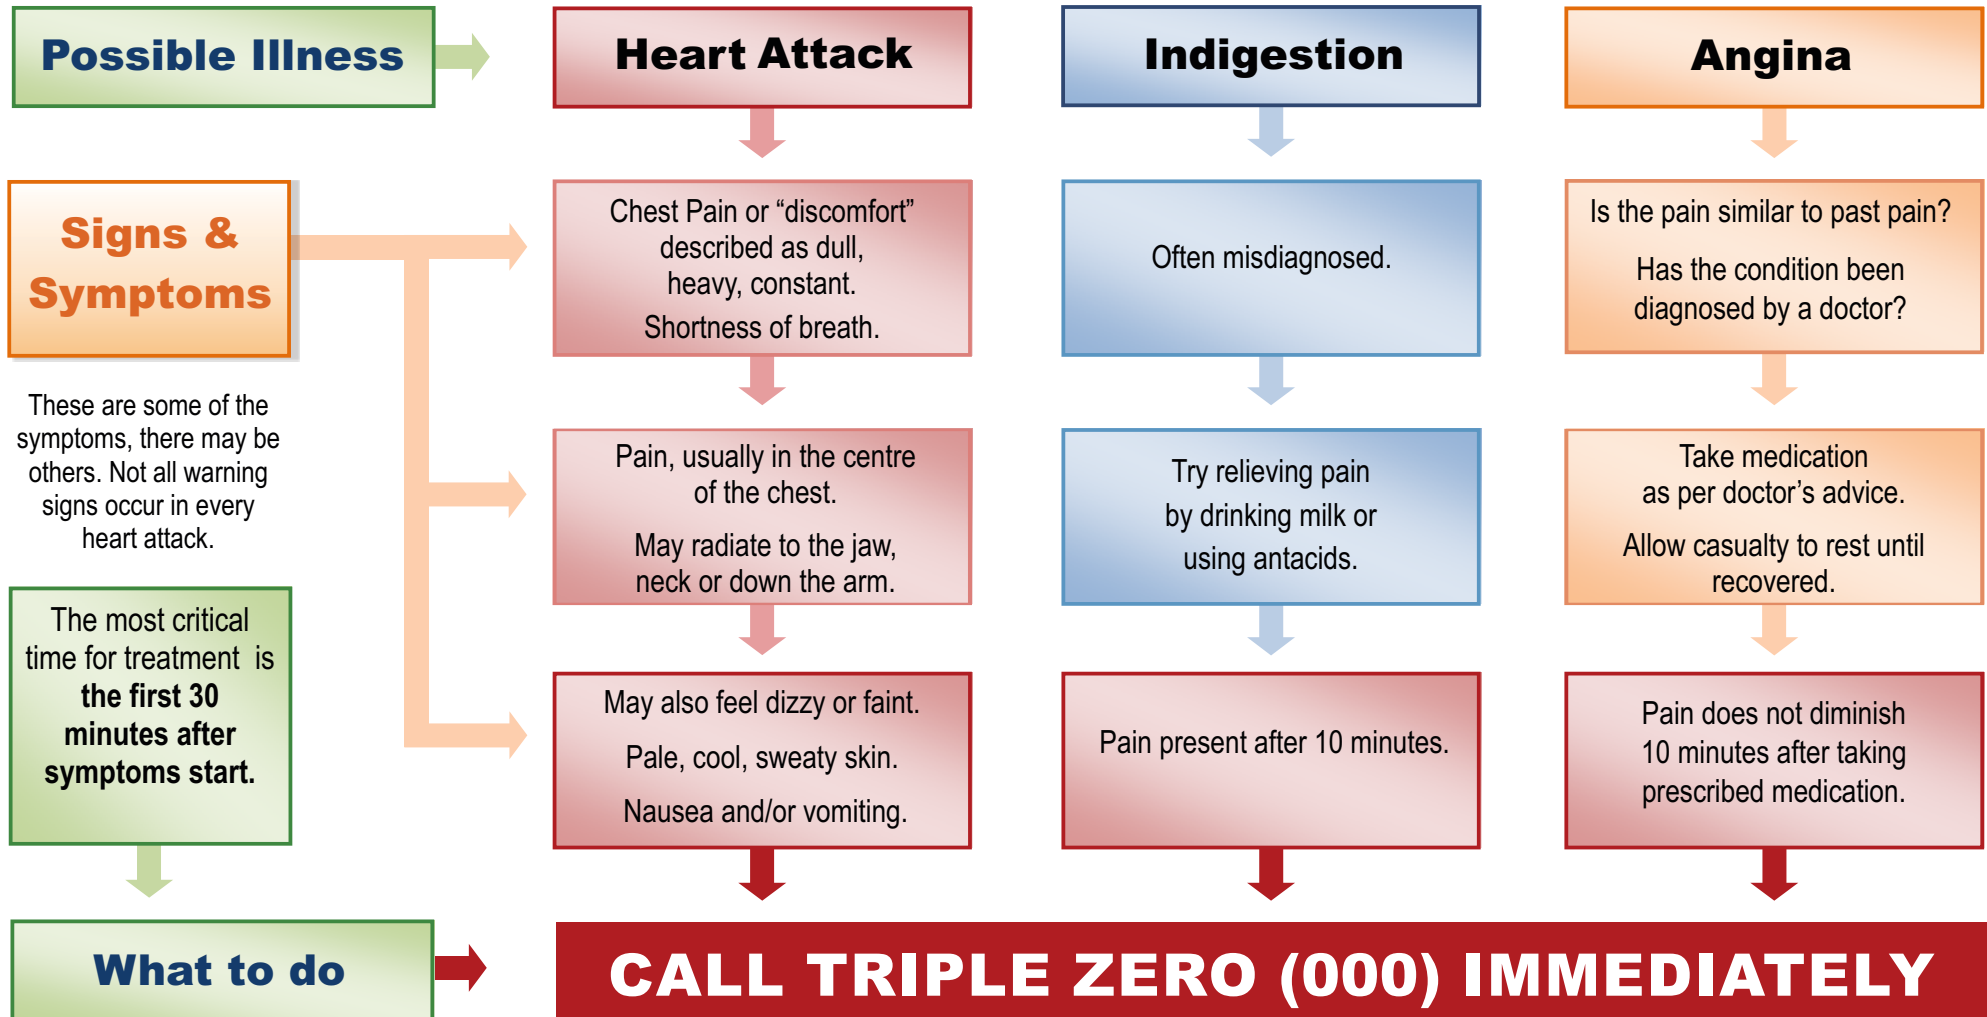 Possible Illness
Heart Attack
Indigestion
Angina
Signs &
Symptoms
These are some of the
symptoms, there may be
others. Not all warning
signs occur in every
heart attack.
The most critical
time for treatment is
the first 30
minutes after
symptoms start.
What to do
Chest Pain or “discomfort”
described as dull,
heavy, constant.
Shortness of breath.
Pain, usually in the centre
of the chest.
May radiate to the jaw,
neck or down the arm.
May also feel dizzy or faint.
Pale, cool, sweaty skin.
Nausea and/or vomiting.
Often misdiagnosed.
Try relieving pain
by drinking milk or
using antacids.
Pain present after 10 minutes.
Is the pain similar to past pain?
Has the condition been
diagnosed by a doctor?
Take medication
as per doctor’s advice.
Allow casualty to rest until
recovered.
Pain does not diminish
10 minutes after taking
prescribed medication.
CALL TRIPLE ZERO (000) IMMEDIATELY